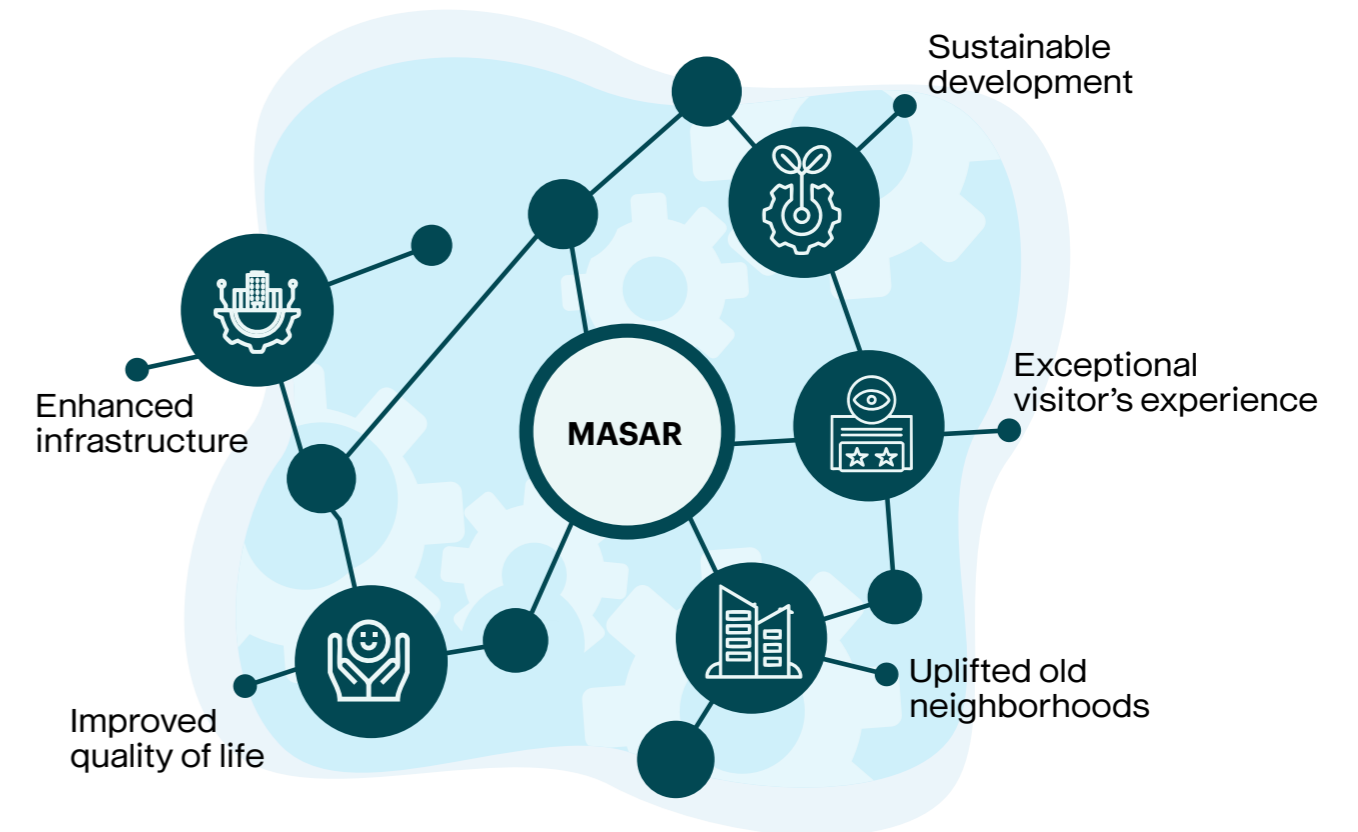 Sustainable
development
Exceptional
visitor’s experience
Enhanced
infrastructure
MASAR
Uplifted old
neighborhoods
Improved
quality of life